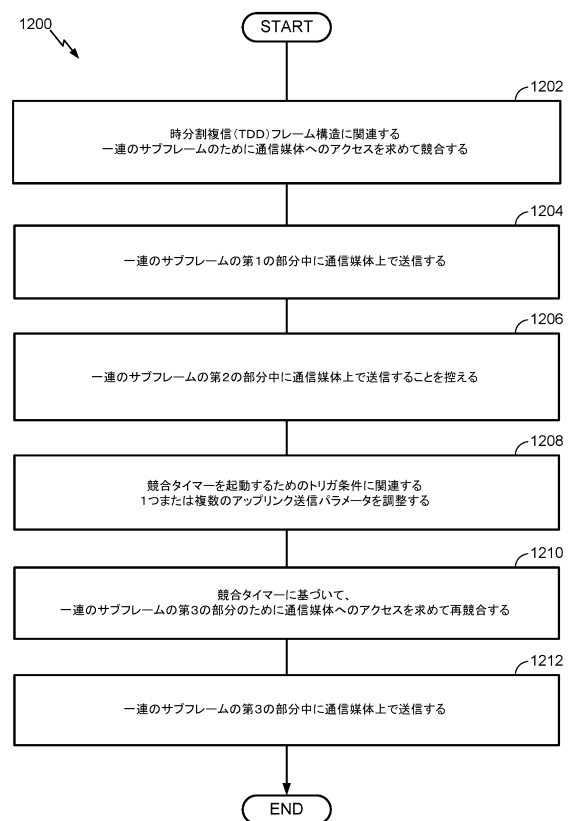 1200
START
1202
時分割複信(TDD)フレーム構造に関連する
一連のサブフレームのために通信媒体へのアクセスを求めて競合する
1204
一連のサブフレームの第1の部分中に通信媒体上で送信する
1206
一連のサブフレームの第2の部分中に通信媒体上で送信することを控える
1208
競合タイマーを起動するためのトリガ条件に関連する
1つまたは複数のアップリンク送信パラメータを調整する
1210
競合タイマーに基づいて、
一連のサブフレームの第3の部分のために通信媒体へのアクセスを求めて再競合する
1212
一連のサブフレームの第3の部分中に通信媒体上で送信する
END